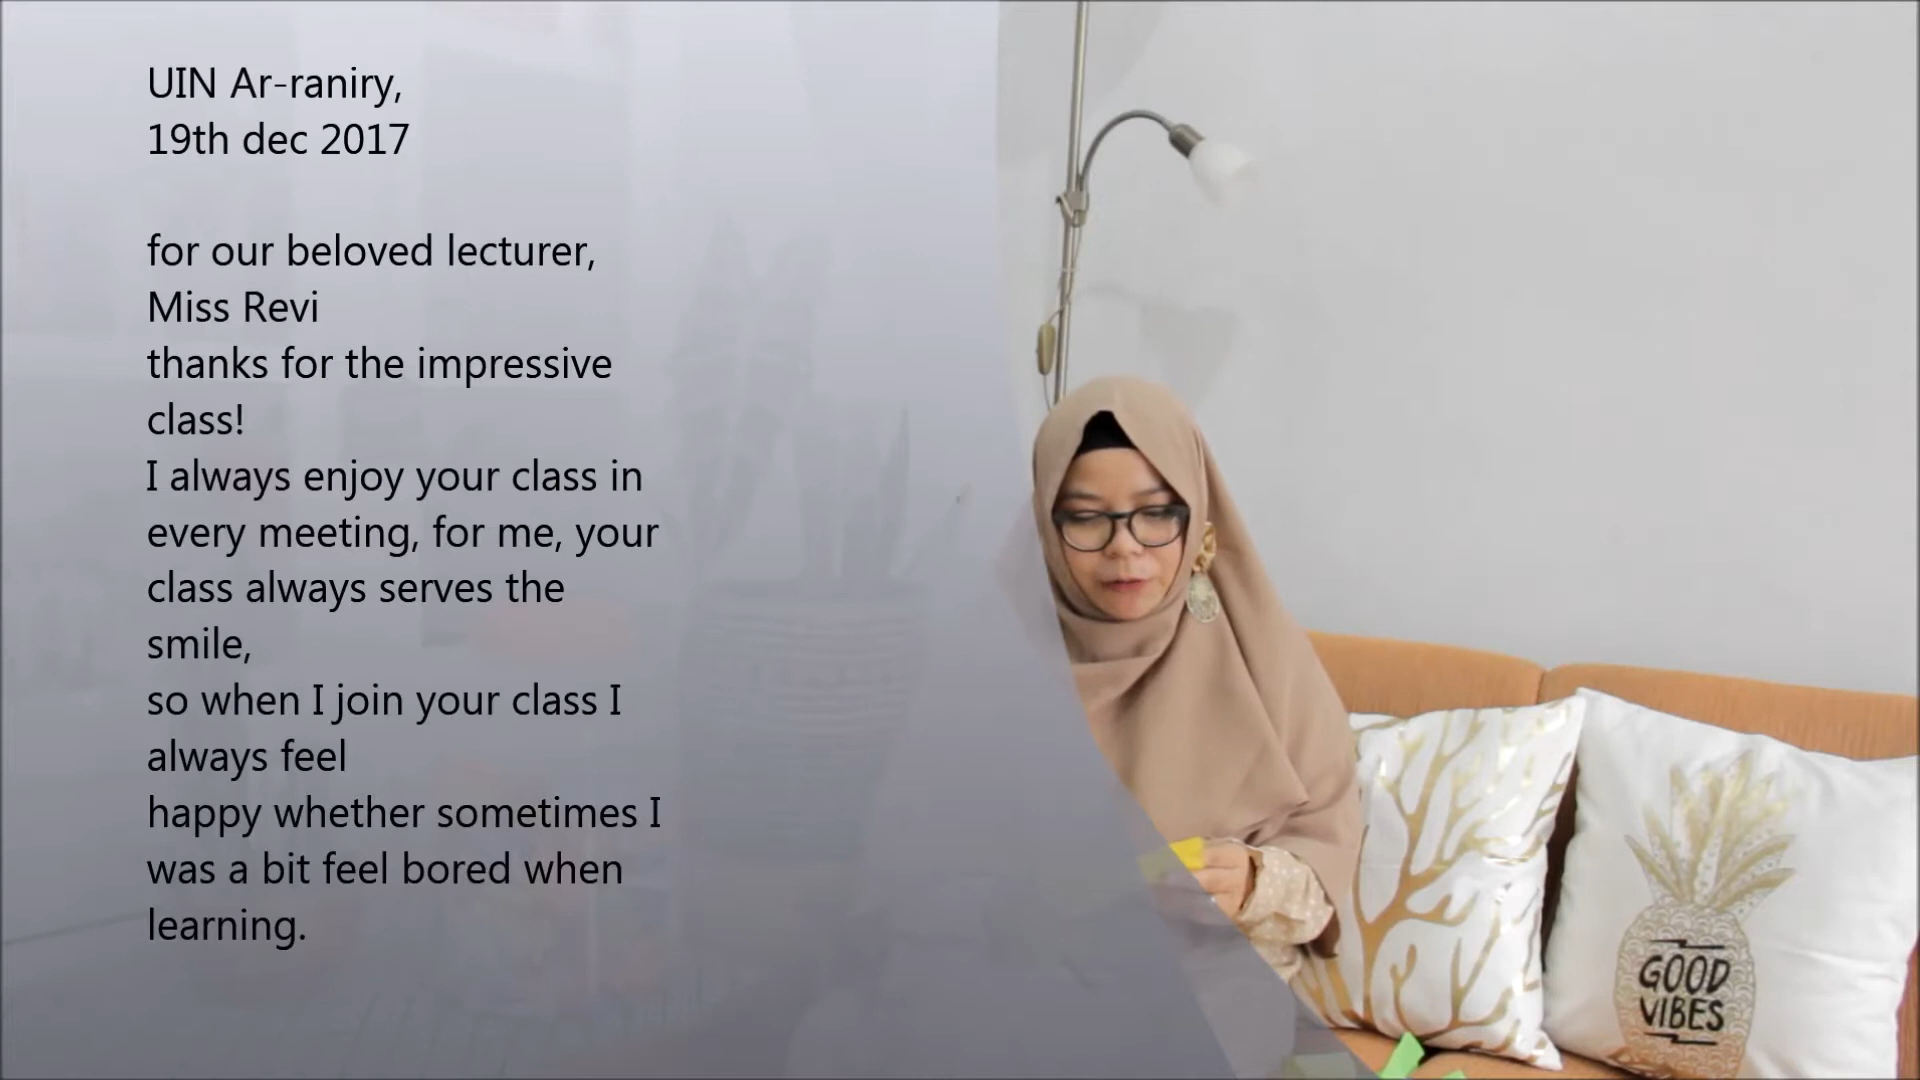 UIN Ar-raniry,
19th dec 2017
for our beloved lecturer,
Miss Revi
thanks for the impressive
class!
I always enjoy your class in
every meeting, for me, your
class always serves the
smile,
so when I join your class I
always feel
happy whether sometimes I
was a bit feel bored when
learning.
GOOD
VIBES